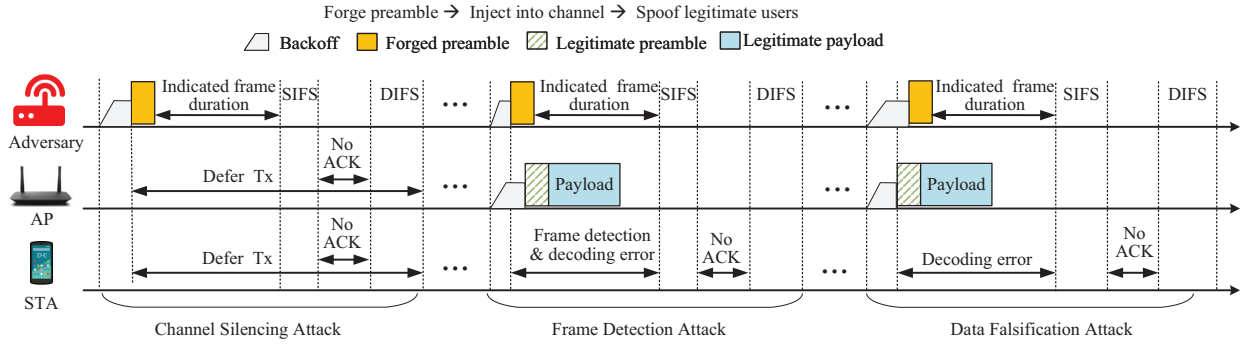 Forge preamble → Inject into channel → Spoof legitimate users
Backoff Forged preamble Legitimate preamble Legitimate payload
Indicated frame duration SIFS DIFS ... Indicated frame duration SIFS DIFS ... Indicated frame duration SIFS DIFS
Adversary
No ACK
Defer Tx ... Payload ... Payload
AP
No ACK
Defer Tx ... Frame detection & decoding error No ACK ... Decoding error No ACK
STA
Channel Silencing Attack Frame Detection Attack Data Falsification Attack